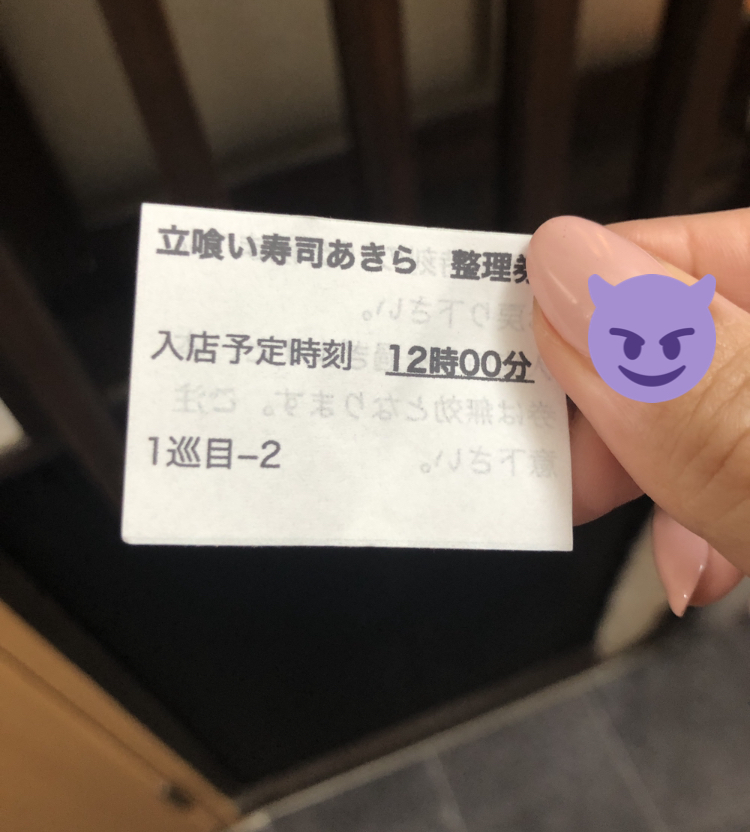 立喰い寿司あきら 整理券
入店予定時刻 12時00分
1巡目–2